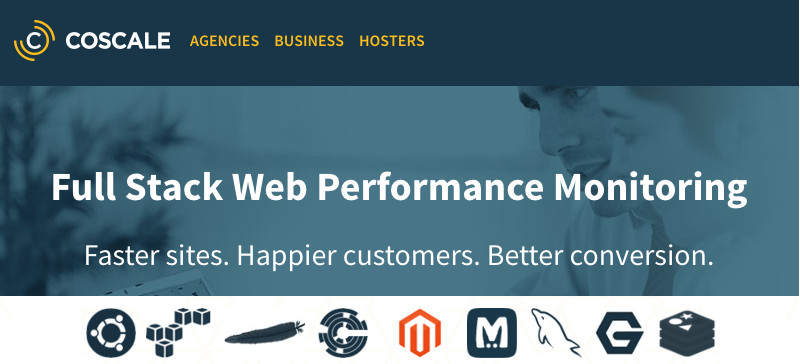 COSCALE AGENCIES BUSINESS HOSTERS
Full Stack Web Performance Monitoring
Faster sites. Happier customers. Better conversion.